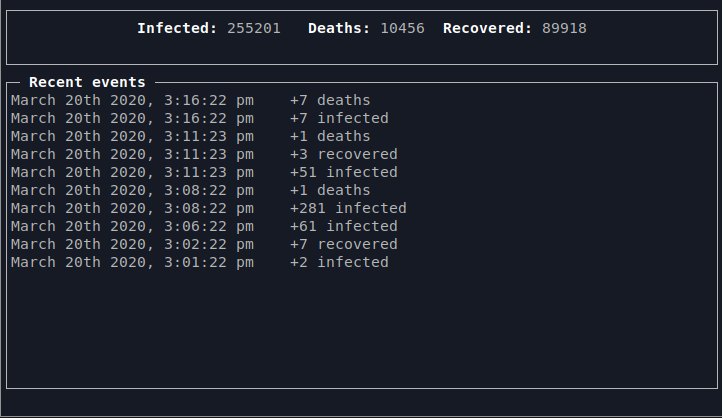 Infected: 255201 Deaths: 10456 Recovered: 89918
Recent events
March 20th 2020, 3:16:22 pm +7 deaths
March 20th 2020, 3:16:22 pm +7 infected
March 20th 2020, 3:11:23 pm +1 deaths
March 20th 2020, 3:11:23 pm +3 recovered
March 20th 2020, 3:11:23 pm +51 infected
March 20th 2020, 3:08:22 pm +1 deaths
March 20th 2020, 3:08:22 pm +281 infected
March 20th 2020, 3:06:22 pm +61 infected
March 20th 2020, 3:02:22 pm +7 recovered
March 20th 2020, 3:01:22 pm +2 infected